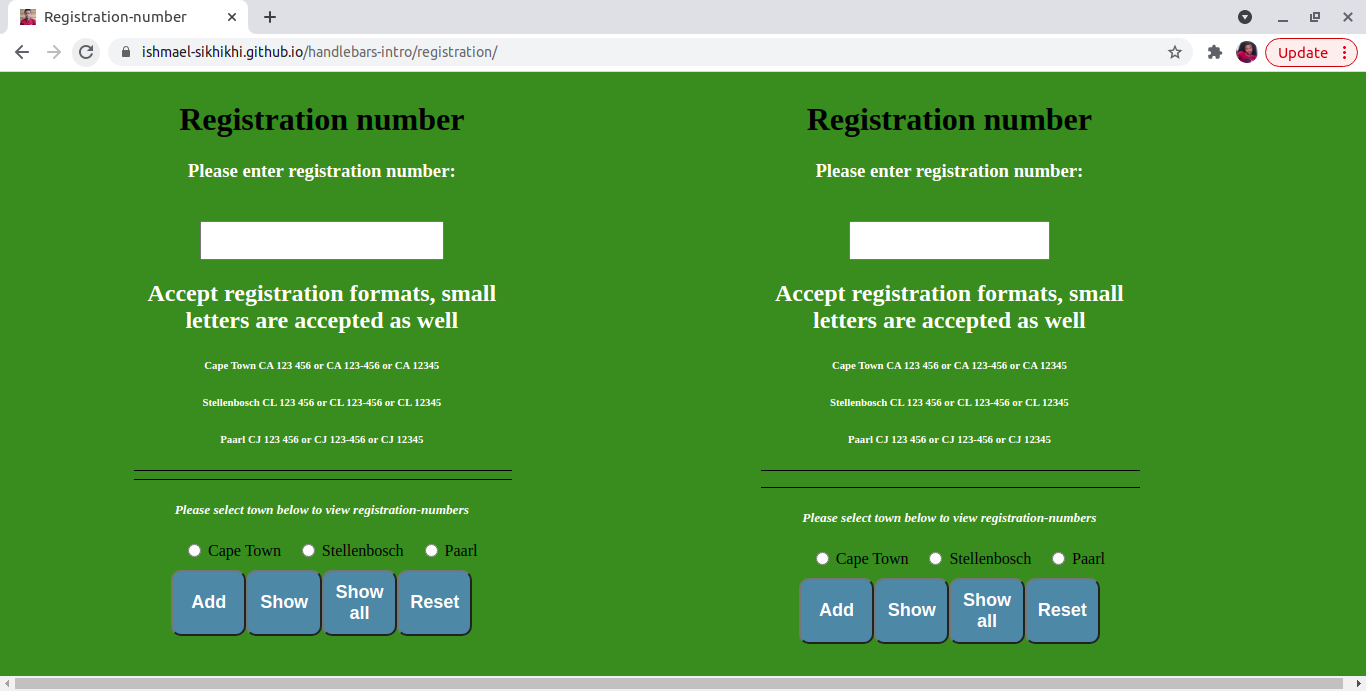 Registration-number
ishmael-sikhikhi.github.io/handlebars-intro/registration/
Update
Registration number
Please enter registration number:
Accept registration formats, small
letters are accepted as well
Cape Town CA 123 456 or CA 123-456 or CA 12345
Stellenbosch CL 123 456 or CL 123-456 or CL 12345
Paarl CJ 123 456 or CJ 123-456 or CJ 12345
Please select town below to view registration-numbers
Cape Town Stellenbosch Paarl
Add Show Show all Reset
Registration number
Please enter registration number:
Accept registration formats, small
letters are accepted as well
Cape Town CA 123 456 or CA 123-456 or CA 12345
Stellenbosch CL 123 456 or CL 123-456 or CL 12345
Paarl CJ 123 456 or CJ 123-456 or CJ 12345
Please select town below to view registration-numbers
Cape Town Stellenbosch Paarl
Add Show Show all Reset